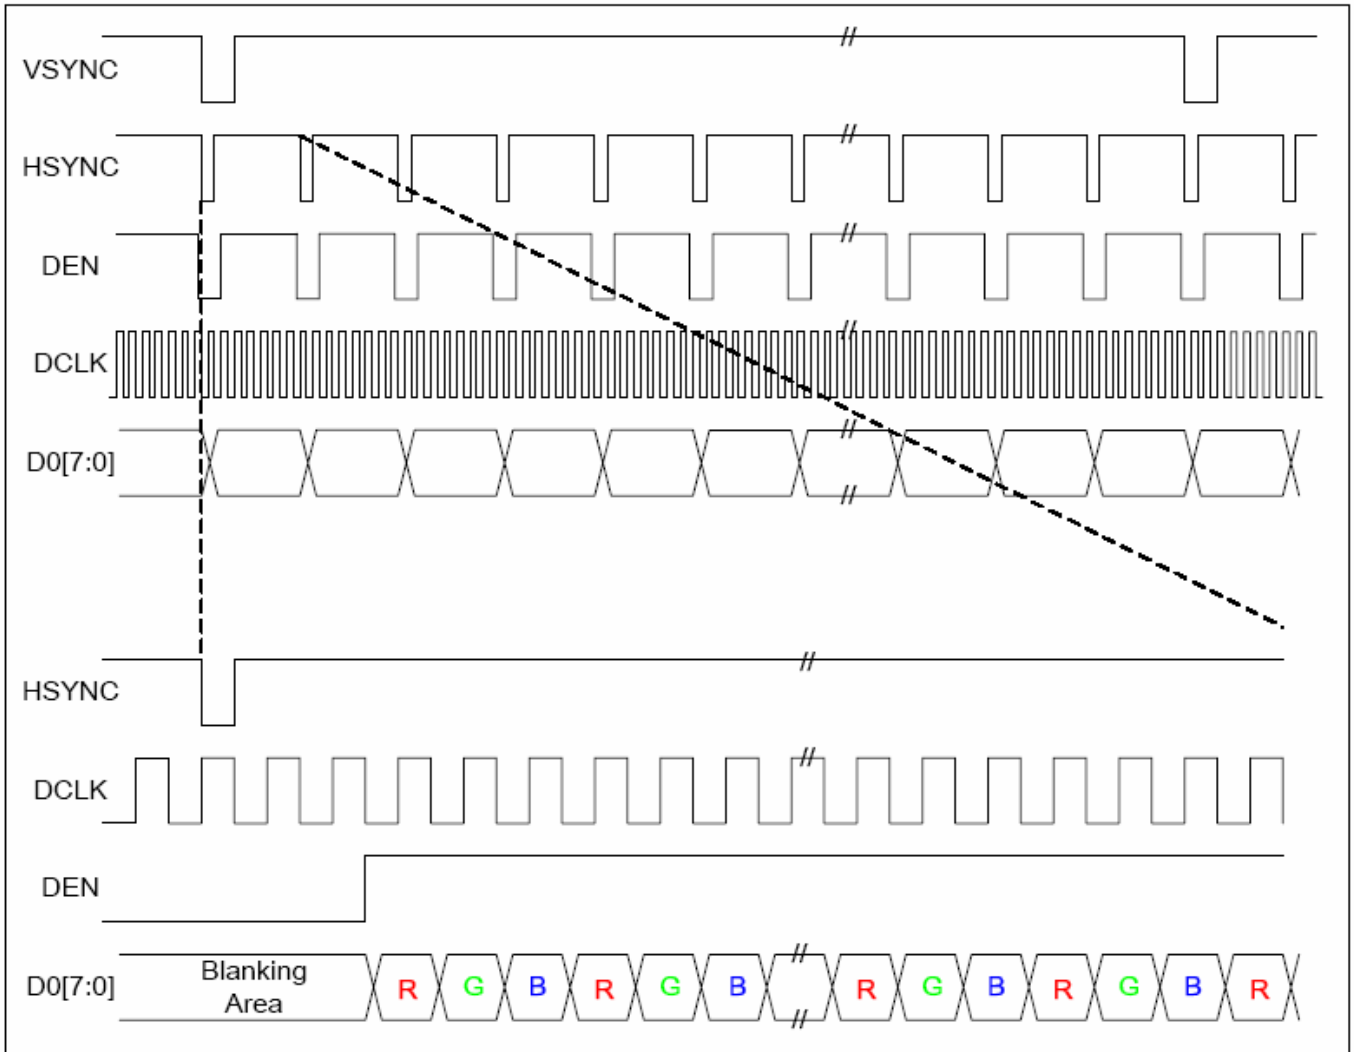 VSYNC
//
HSYNC
//
DEN
//
DCLK
//
D0[7:0]
//
//
HSYNC
//
DCLK
//
DEN
D0[7:0]
Blanking
Area
R G B R G B // R G B R G B R
//